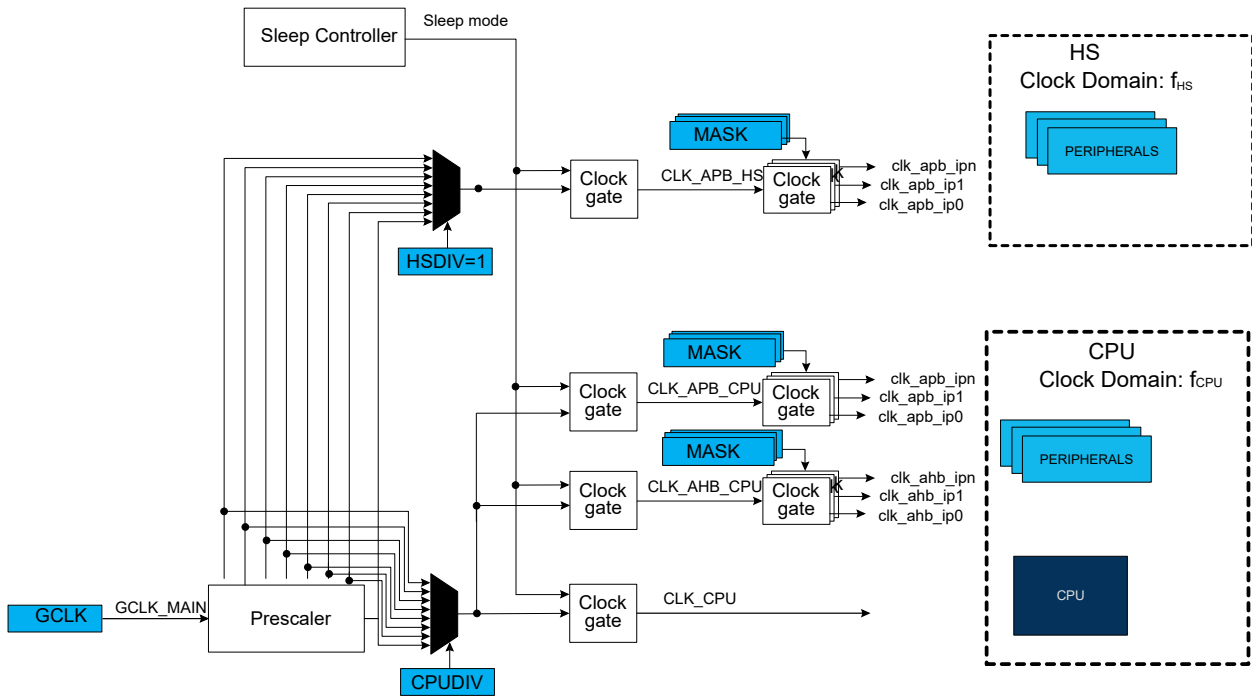 Sleep mode
Sleep Controller
HS
Clock Domain: fHS
MASK
PERIPHERALS
Clock
gate
CLK_APB_HS
Clock
gate
clk_apb_ipn
clk_apb_ip1
clk_apb_ip0
HSDIV=1
MASK
CPU
Clock Domain: fCPU
Clock
gate
CLK_APB_CPU
Clock
gate
clk_apb_ipn
clk_apb_ip1
clk_apb_ip0
MASK
PERIPHERALS
Clock
gate
CLK_AHB_CPU
Clock
gate
clk_ahb_ipn
clk_ahb_ip1
clk_ahb_ip0
GCLK
GCLK_MAIN
Prescaler
Clock
gate
CLK_CPU
CPU
CPUDIV